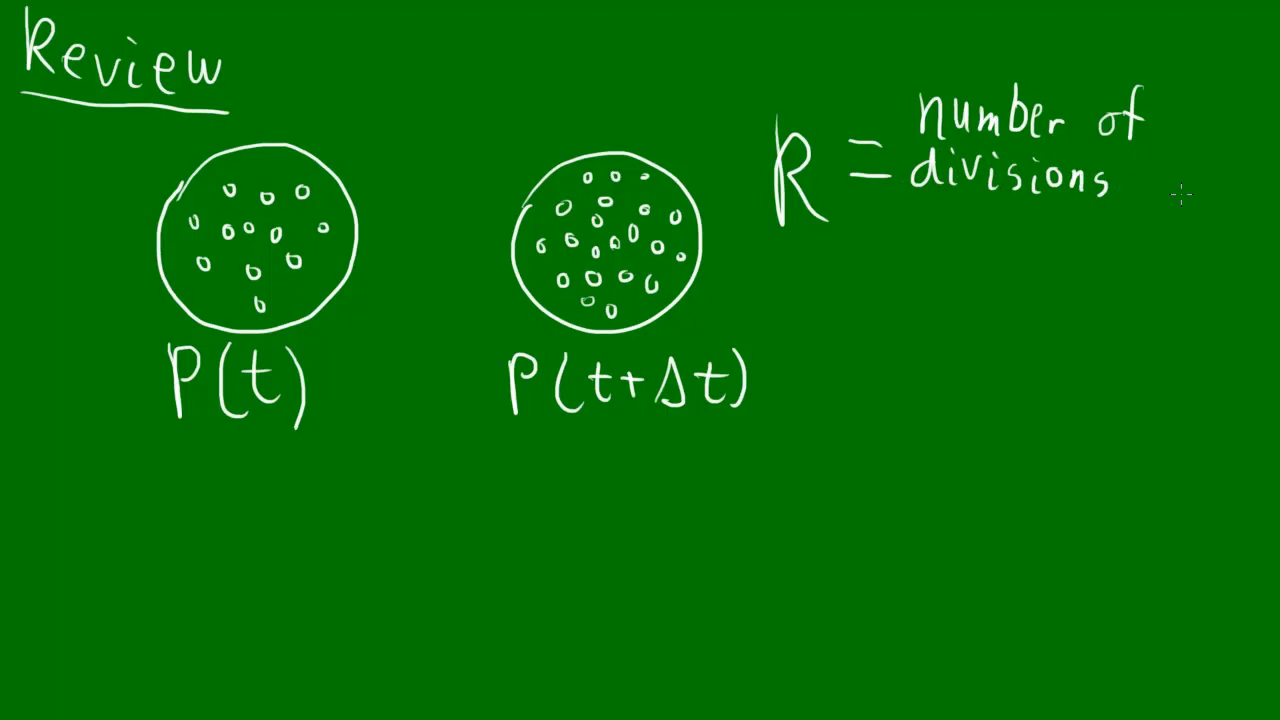 Review
R = number of
divisions
P(t)
P(t+Δt)